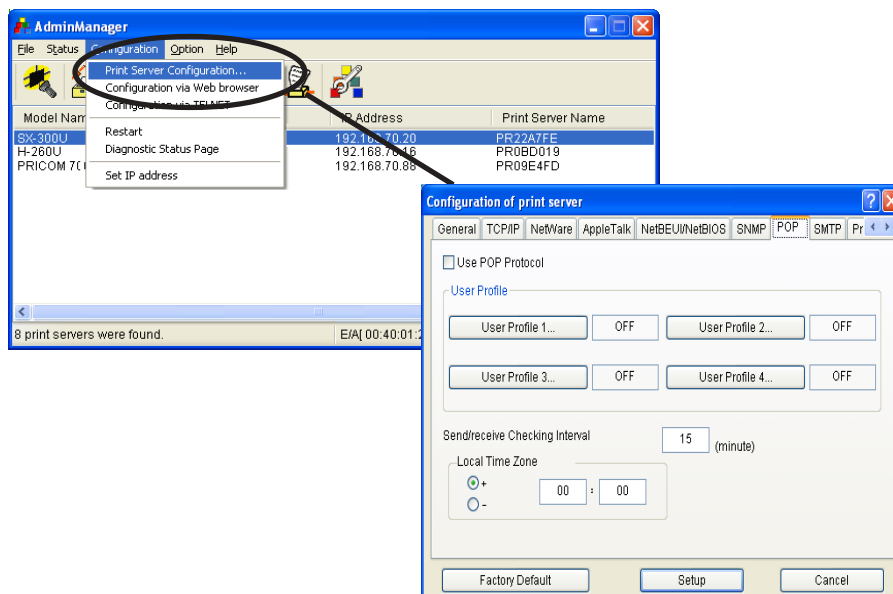 AdminManager
File Status Configuration Option Help
Print Server Configuration...
Configuration via Web browser
Configuration via TELNET
Restart
Diagnostic Status Page
Set IP address
Model Nam
IP Address
Print Server Name
SX-300U
192.168.70.20
PR22A7FE
H-260U
192.168.70.16
PR0BD019
PRICOM 70
192.168.70.88
PR09E4FD
8 print servers were found.
E/A[ 00:40:01:2
Configuration of print server
General TCP/IP NetWare AppleTalk NetBEUI/NetBIOS SNMP POP SMTP Pr
Use POP Protocol
User Profile
User Profile 1... OFF User Profile 2... OFF
User Profile 3... OFF User Profile 4... OFF
Send/receive Checking Interval 15 (minute)
Local Time Zone
+
00 : 00
-
Factory Default Setup Cancel